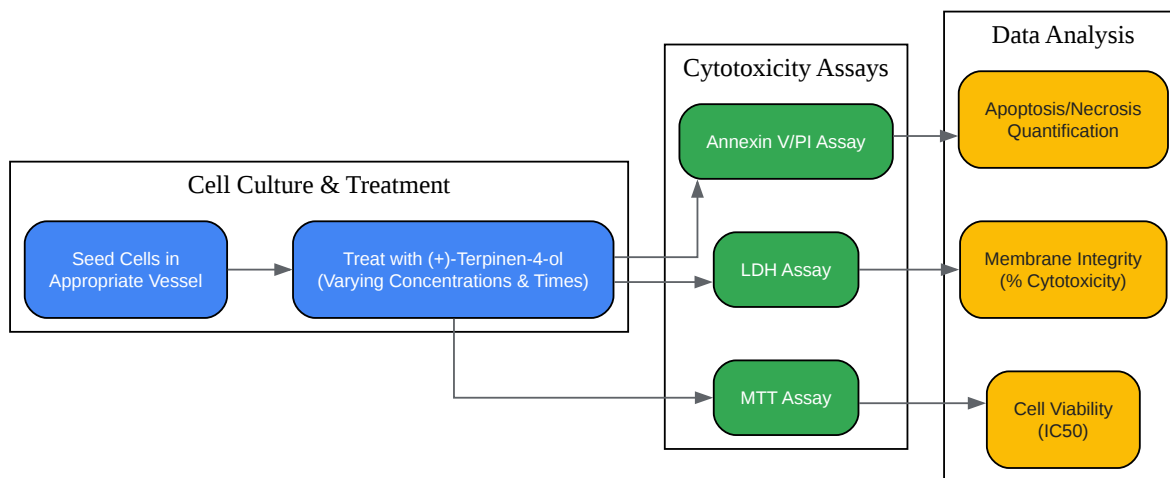 Cell Culture & Treatment
Seed Cells in
Appropriate Vessel
Treat with (+)-Terpinen-4-ol
(Varying Concentrations & Times)
Cytotoxicity Assays
Annexin V/PI Assay
LDH Assay
MTT Assay
Data Analysis
Apoptosis/Necrosis
Quantification
Membrane Integrity
(% Cytotoxicity)
Cell Viability
(IC50)